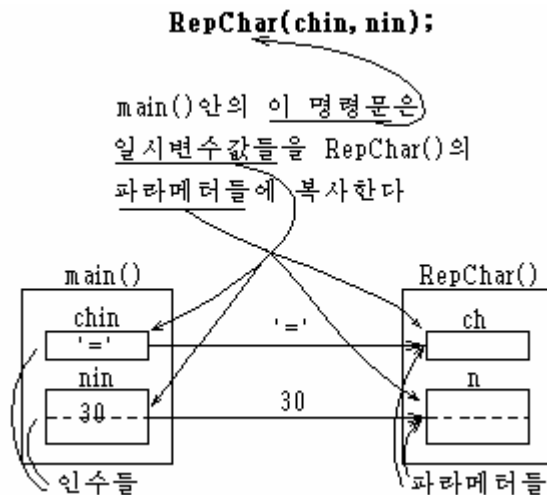 RepChar(chin,nin);
main()안의 이 명령문은
일시변수값들을 RepChar()의
파라메터들에 복사한다
main()
RepChar()
chin
'='
'='
ch
nin
30
30
n
인수들
파라메터들